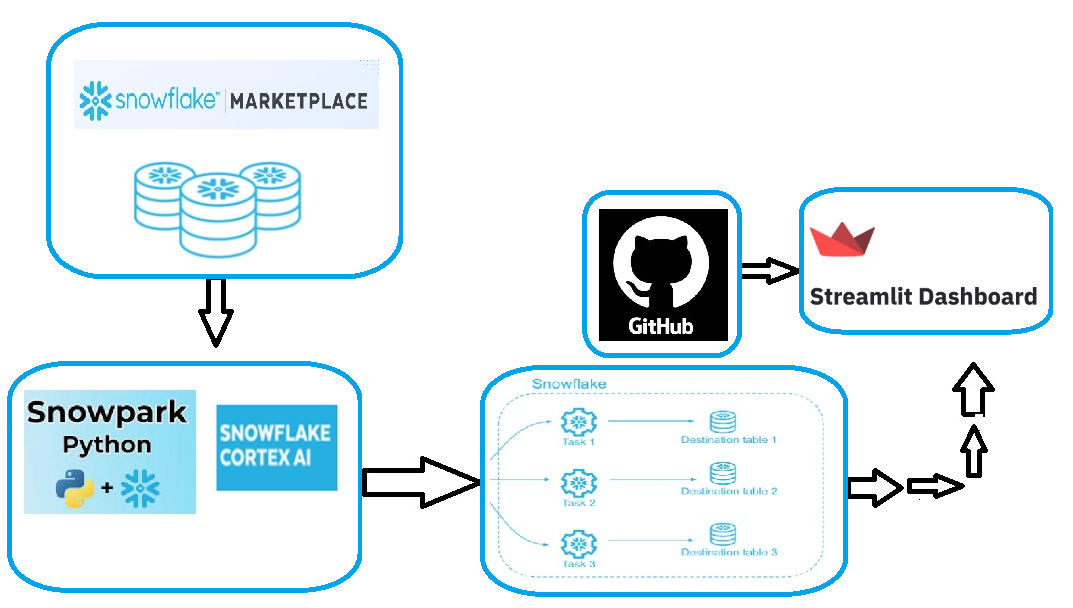 snowflake™ MARKETPLACE
GitHub
Streamlit Dashboard
Snowpark
Python
+
SNOWFLAKE
CORTEX AI
Snowflake
Task 1
Destination table 1
Task 2
Destination table 2
Task 3
Destination table 3